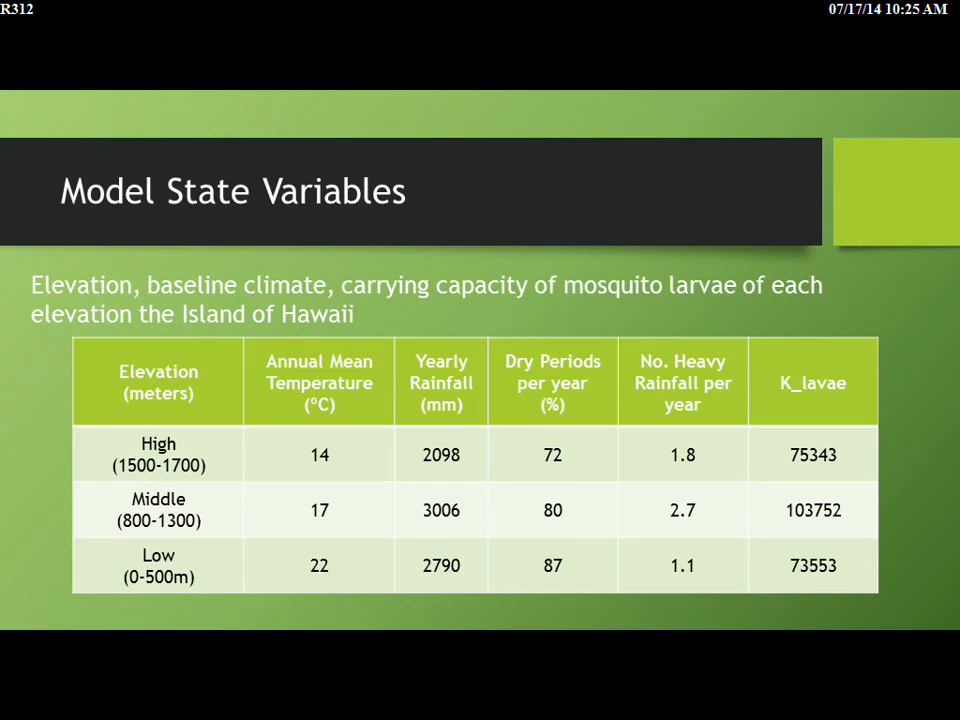 R312
07/17/14 10:25 AM
Model State Variables
Elevation, baseline climate, carrying capacity of mosquito larvae of each
elevation the Island of Hawaii
Elevation
(meters)
Annual Mean
Temperature
(ºC)
Yearly
Rainfall
(mm)
Dry Periods
per year
(%)
No. Heavy
Rainfall per
year
K_lavae
High
(1500-1700)
14
2098
72
1.8
75343
Middle
(800-1300)
17
3006
80
2.7
103752
Low
(0-500m)
22
2790
87
1.1
73553